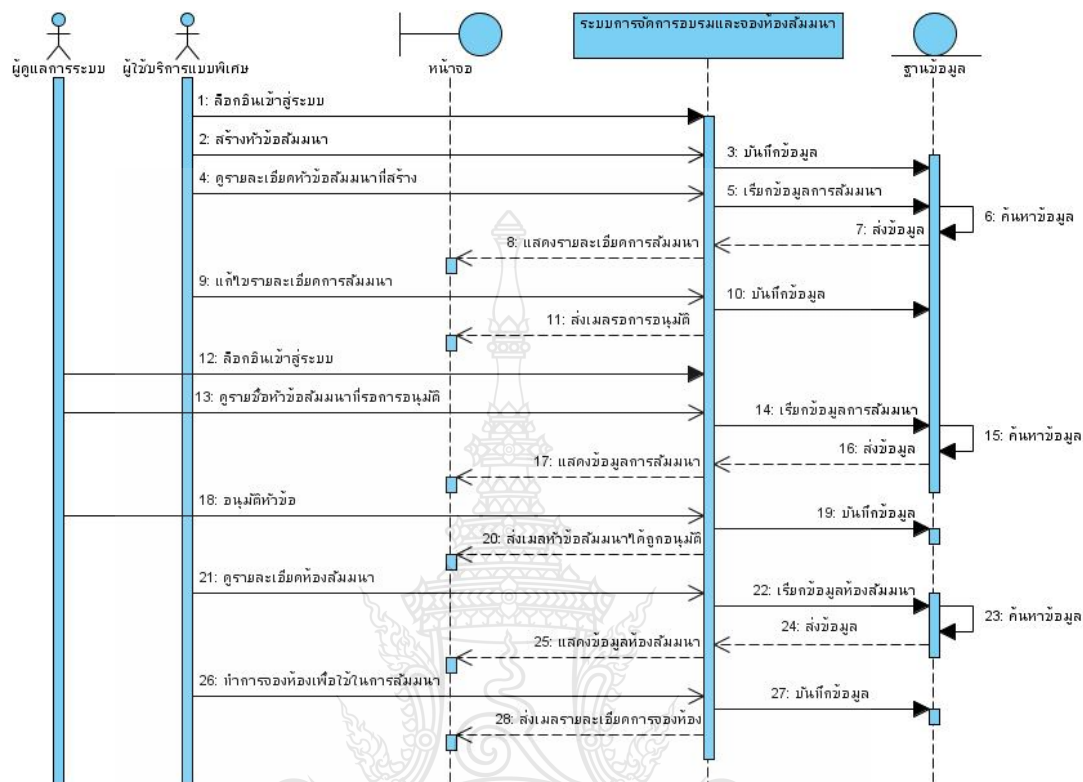 ระบบการจัดการอบรมและจองห้องสัมมนา
ผู้ดูแลการระบบ
ผู้ใช้บริการแบบพิเศษ
หน้าจอ
ฐานข้อมูล
1: ล็อกอินเข้าสู่ระบบ
2: สร้างหัวข้อสัมมนา
3: บันทึกข้อมูล
4: ดูรายละเอียดหัวข้อสัมมนาที่สร้าง
5: เรียกข้อมูลการสัมมนา
6: ค้นหาข้อมูล
7: ส่งข้อมูล
8: แสดงรายละเอียดการสัมมนา
9: แก้ไขรายละเอียดการสัมมนา
10: บันทึกข้อมูล
11: ส่งเมลรอการอนุมัติ
12: ล็อกอินเข้าสู่ระบบ
13: ดูรายชื่อหัวข้อสัมมนาที่รอการอนุมัติ
14: เรียกข้อมูลการสัมมนา
15: ค้นหาข้อมูล
16: ส่งข้อมูล
17: แสดงข้อมูลการสัมมนา
18: อนุมัติหัวข้อ
19: บันทึกข้อมูล
20: ส่งเมลหัวข้อสัมมนาได้ถูกอนุมัติ
21: ดูรายละเอียดห้องสัมมนา
22: เรียกข้อมูลห้องสัมมนา
23: ค้นหาข้อมูล
24: ส่งข้อมูล
25: แสดงข้อมูลห้องสัมมนา
26: ทำการจองห้องเพื่อใช้ในการสัมมนา
27: บันทึกข้อมูล
28: ส่งเมลรายละเอียดการจองห้อง